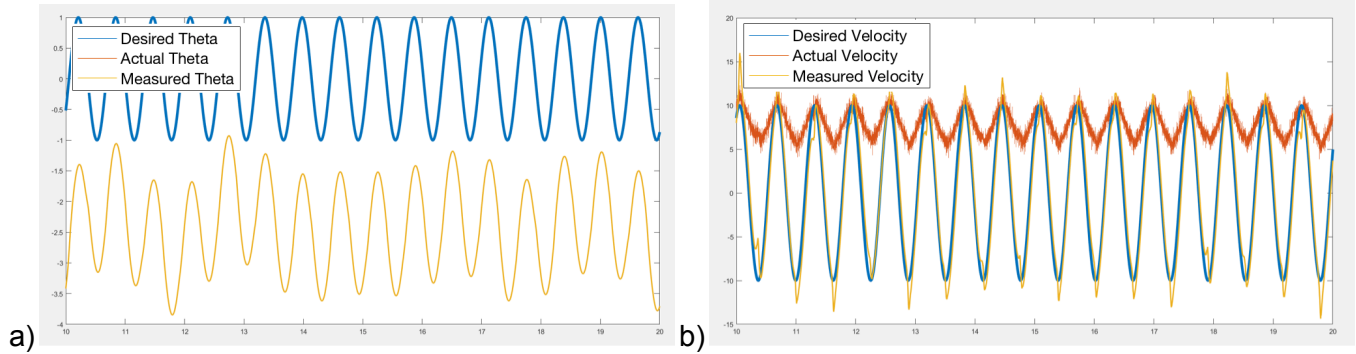 a)
1
0.5
0
-0.5
-1
-1.5
-2
-2.5
-3
-3.5
-4
Desired Theta
Actual Theta
Measured Theta
10 11 12 13 14 15 16 17 18 19 20
b)
20
15
10
5
0
-5
-10
-15
Desired Velocity
Actual Velocity
Measured Velocity
10 11 12 13 14 15 16 17 18 19 20